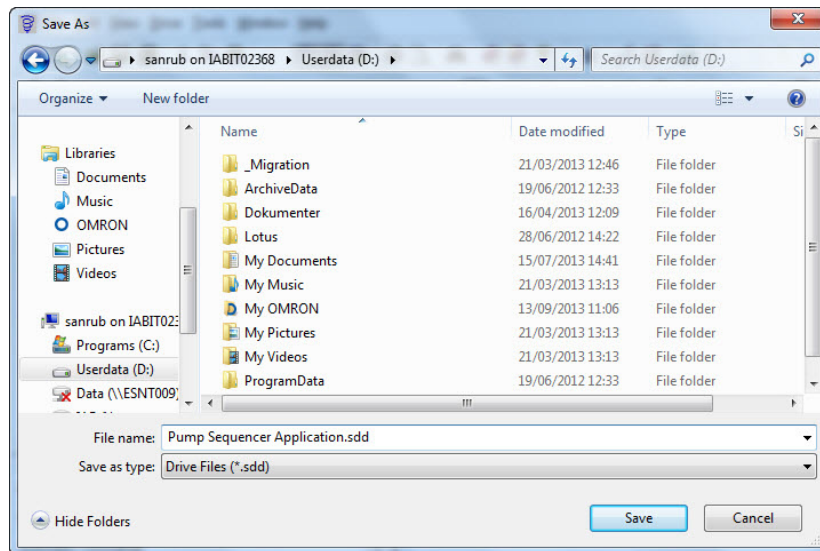 Save As
sanrub on IABIT02368 Userdata (D:)
Search Userdata (D:)
Organize New folder
Name Date modified Type Si
Libraries
Documents
Music
OMRON
Pictures
Videos
sanrub on IABIT023
Programs (C:)
Userdata (D:)
Data (\\ESNT009)
_Migration 21/03/2013 12:46 File folder
ArchiveData 19/06/2012 12:33 File folder
Dokumenter 16/04/2013 12:09 File folder
Lotus 28/06/2012 14:22 File folder
My Documents 15/07/2013 14:41 File folder
My Music 21/03/2013 13:13 File folder
My OMRON 13/09/2013 11:06 File folder
My Pictures 21/03/2013 13:13 File folder
My Videos 21/03/2013 13:13 File folder
ProgramData 19/06/2012 12:33 File folder
File name: Pump Sequencer Application.sdd
Save as type: Drive Files (*.sdd)
Hide Folders Save Cancel